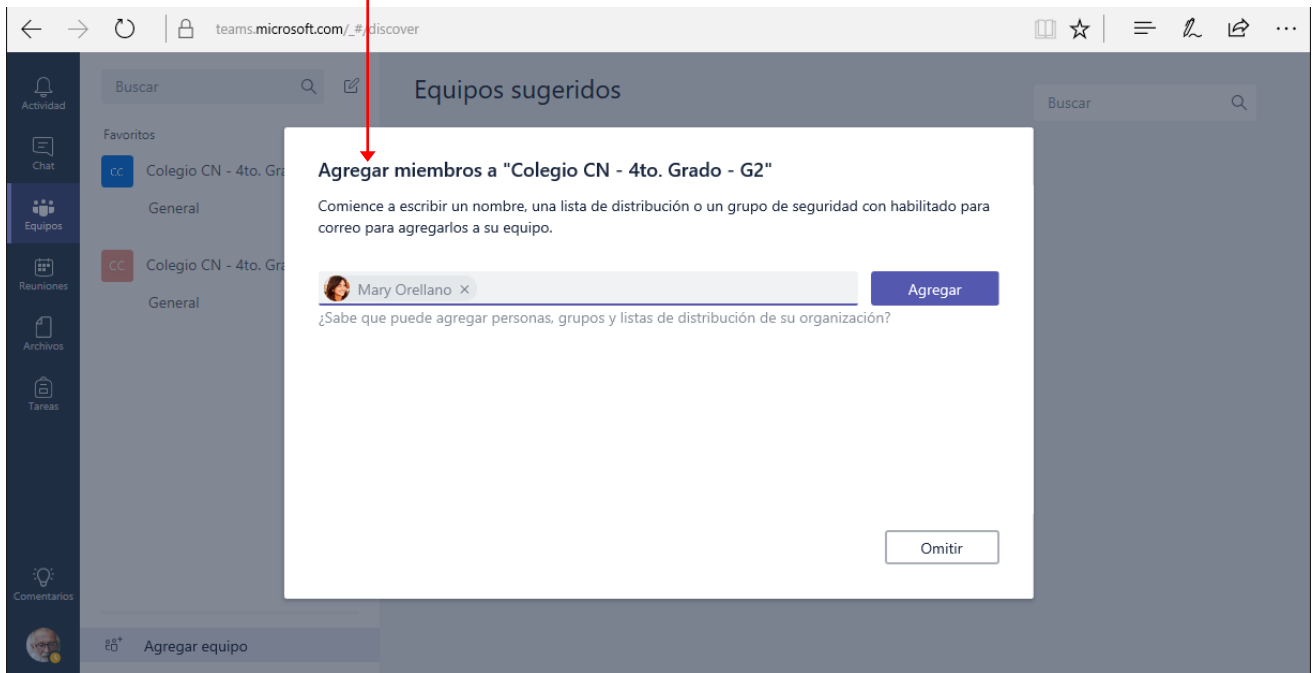 teams.microsoft.com/_#/discover
Actividad
Chat
Equipos
Reuniones
Archivos
Tareas
Comentarios
Buscar
Favoritos
CC Colegio CN - 4to. Gra
General
CC Colegio CN - 4to. Gra
General
Agregar equipo
Equipos sugeridos
Buscar
Agregar miembros a "Colegio CN - 4to. Grado - G2"
Comience a escribir un nombre, una lista de distribución o un grupo de seguridad con habilitado para
correo para agregarlos a su equipo.
Mary Orellano ×
Agregar
¿Sabe que puede agregar personas, grupos y listas de distribución de su organización?
Omitir